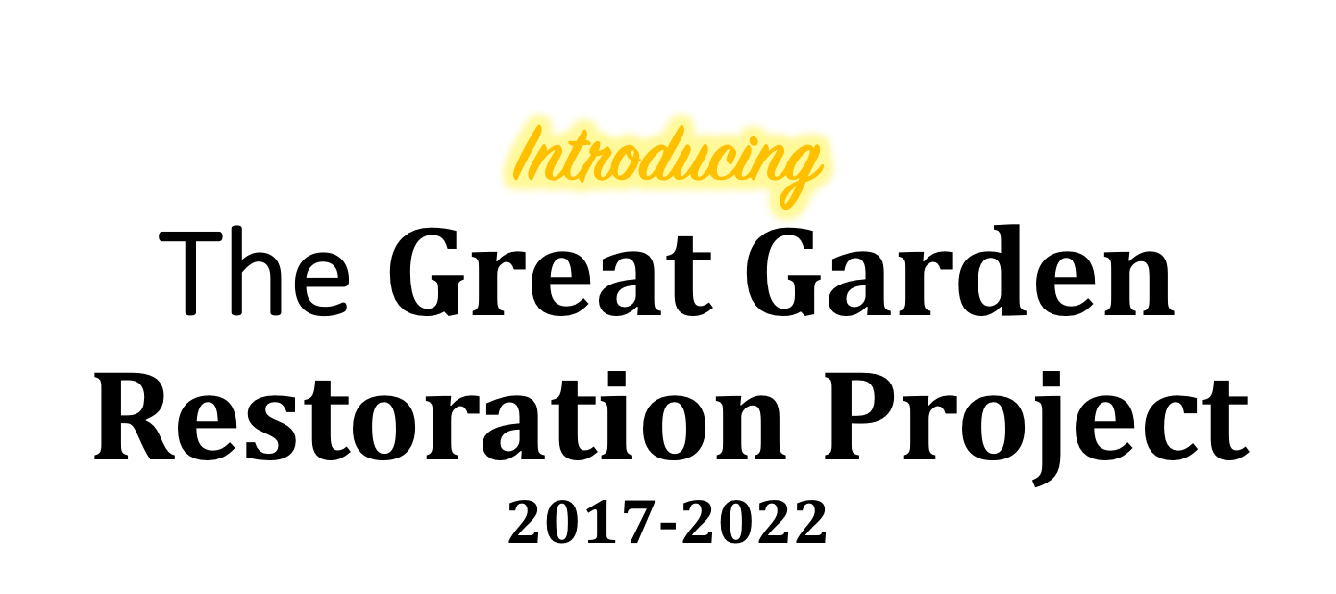 Introducing
The Great Garden
Restoration Project
2017-2022